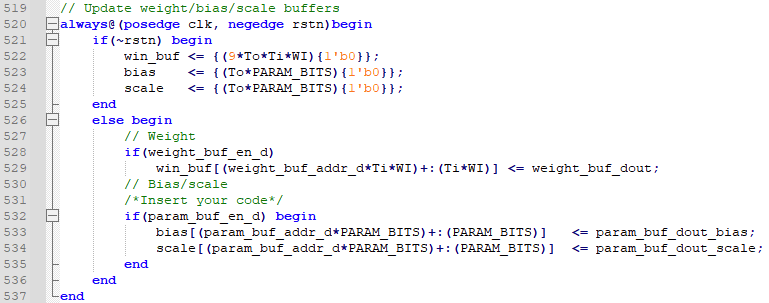 519 // Update weight/bias/scale buffers
520 always@(posedge clk, negedge rstn)begin
521     if(~rstn) begin
522         win_buf <= {(9*To*Ti*WI){1'b0}};
523         bias    <= {(To*PARAM_BITS){1'b0}};
524         scale   <= {(To*PARAM_BITS){1'b0}};
525     end
526     else begin
527         // Weight
528         if(weight_buf_en_d)
529             win_buf[(weight_buf_addr_d*Ti*WI)+:(Ti*WI)] <= weight_buf_dout;
530         // Bias/scale
531         /*Insert your code*/
532         if(param_buf_en_d) begin
533             bias[(param_buf_addr_d*PARAM_BITS)+:(PARAM_BITS)]   <= param_buf_dout_bias;
534             scale[(param_buf_addr_d*PARAM_BITS)+:(PARAM_BITS)]  <= param_buf_dout_scale;
535         end
536     end
537 end